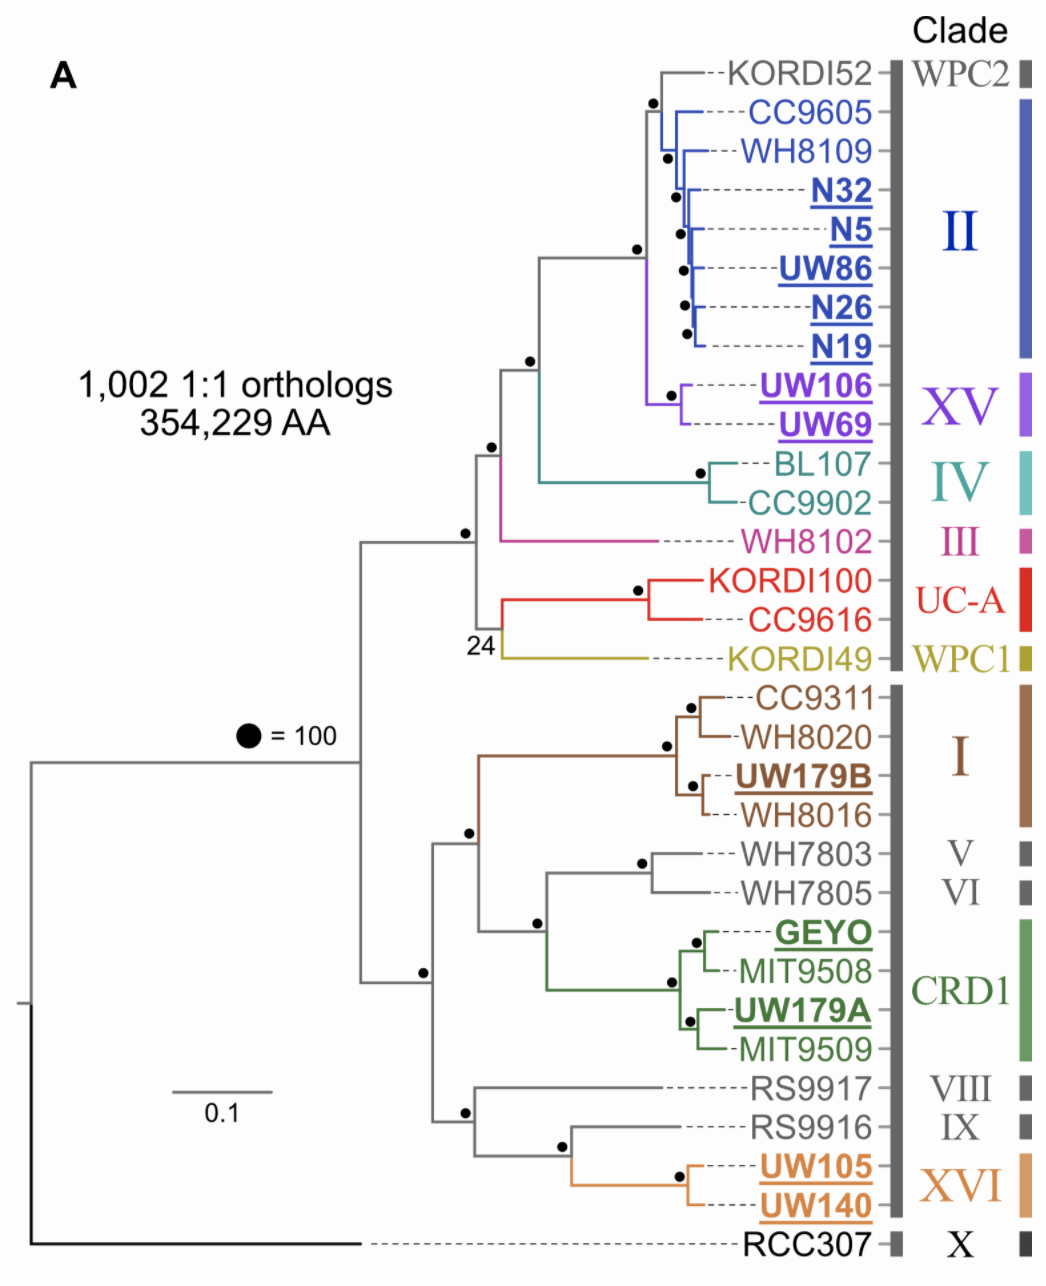 Clade
A
KORDI52 WPC2
CC9605
WH8109
N32
N5
II
UW86
N26
N19
1,002 1:1 orthologs
354,229 AA
UW106
XV
UW69
BL107
IV
CC9902
WH8102 III
KORDI100
UC-A
CC9616
24
KORDI49 WPC1
CC9311
= 100
WH8020
I
UW179B
WH8016
WH7803 V
WH7805 VI
GEYO
MIT9508
CRD1
UW179A
MIT9509
RS9917 VIII
0.1
RS9916 IX
UW105
XVI
UW140
RCC307 X